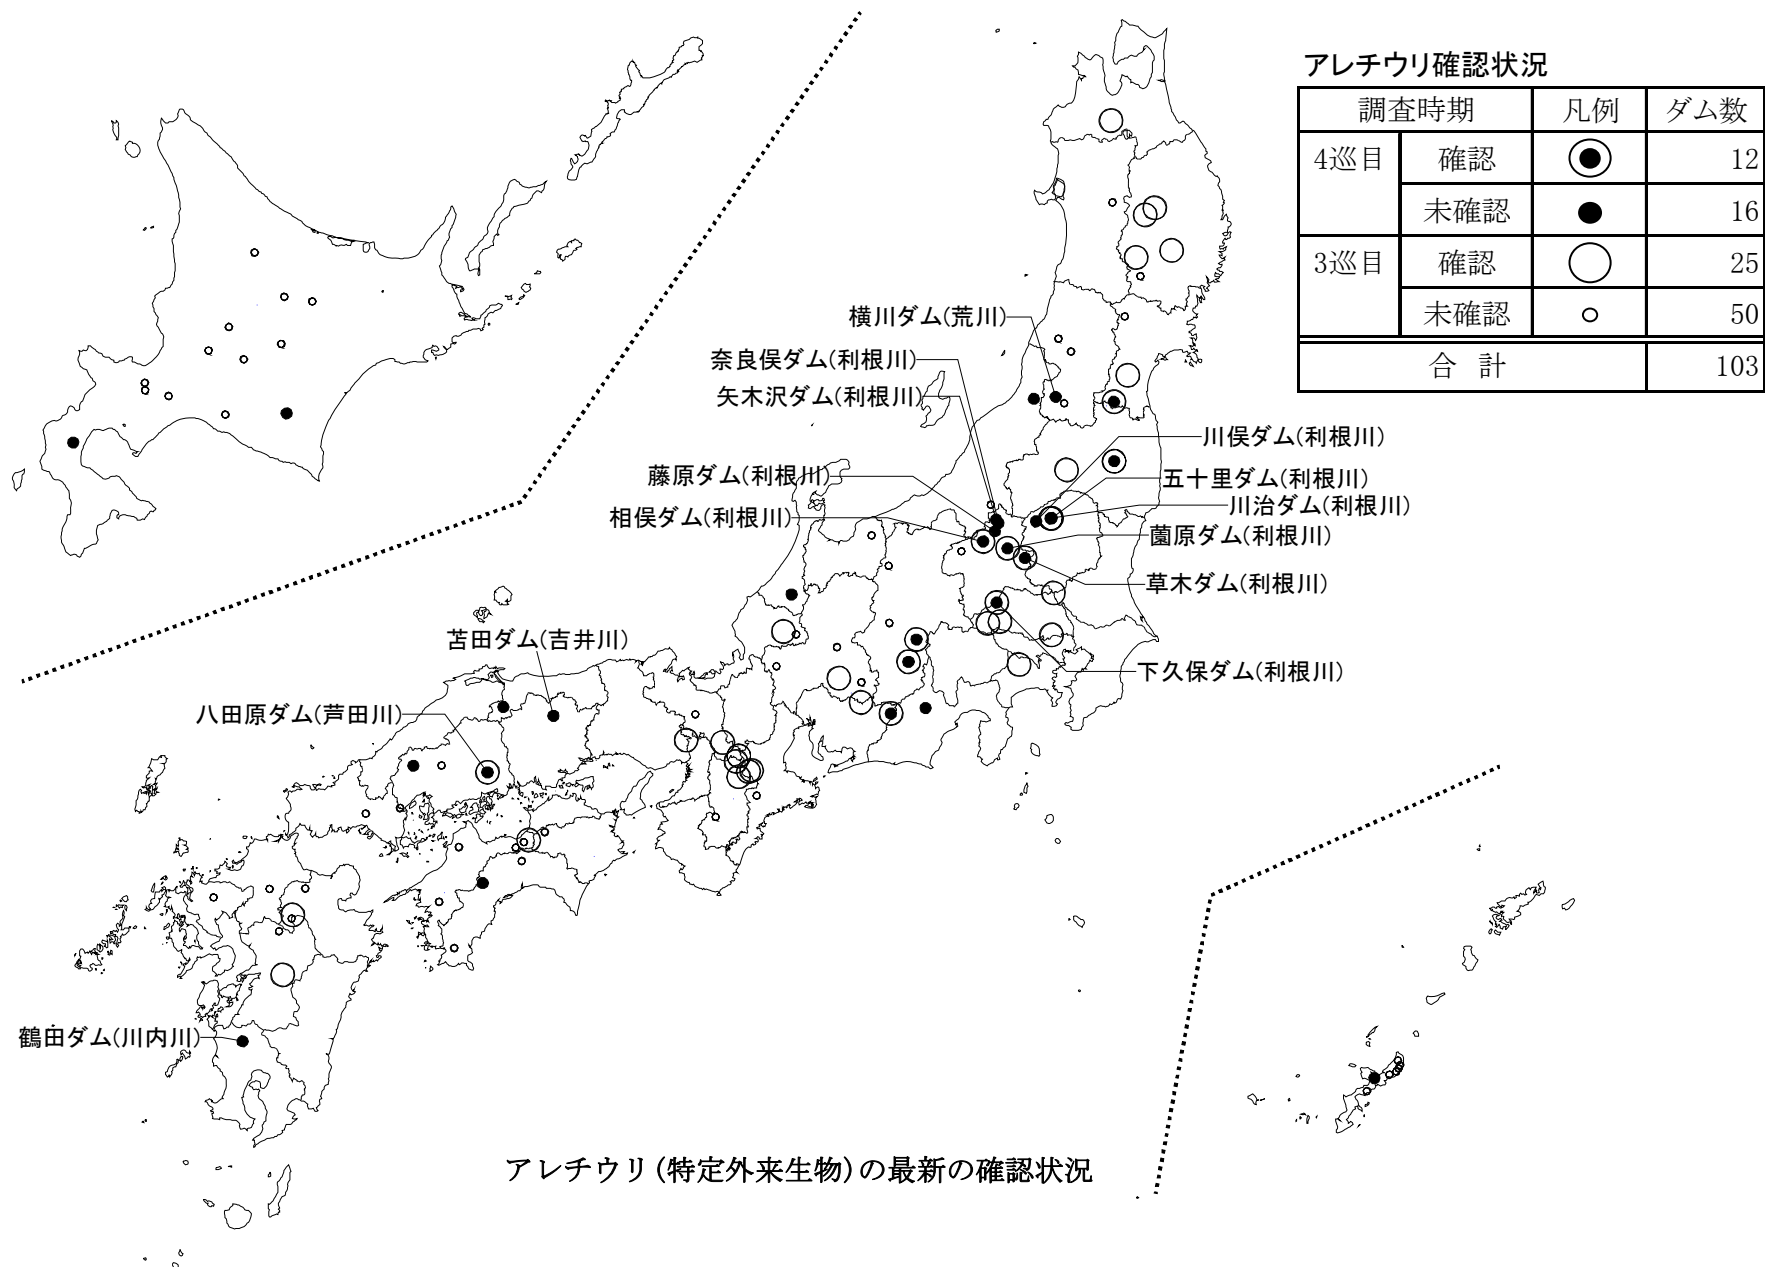 アレチウリ確認状況
調査時期 凡例 ダム数
4巡目 確認 12
未確認 16
3巡目 確認 25
未確認 50
合 計 103
横川ダム(荒川)
奈良俣ダム(利根川)
矢木沢ダム(利根川)
川俣ダム(利根川)
藤原ダム(利根川)
五十里ダム(利根川)
川治ダム(利根川)
相俣ダム(利根川)
薗原ダム(利根川)
草木ダム(利根川)
苫田ダム(吉井川)
下久保ダム(利根川)
八田原ダム(芦田川)
鶴田ダム(川内川)
アレチウリ(特定外来生物)の最新の確認状況